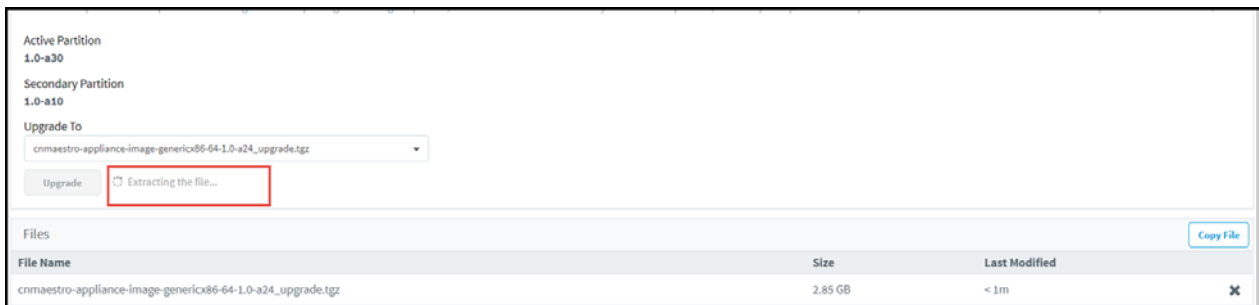 Active Partition
1.0-a30
Secondary Partition
1.0-a10
Upgrade To
cnmaestro-appliance-image-genericx86-64-1.0-a24_upgrade.tgz
Upgrade Extracting the file...
Files Copy File
File Name Size Last Modified
cnmaestro-appliance-image-genericx86-64-1.0-a24_upgrade.tgz 2.85 GB <1m